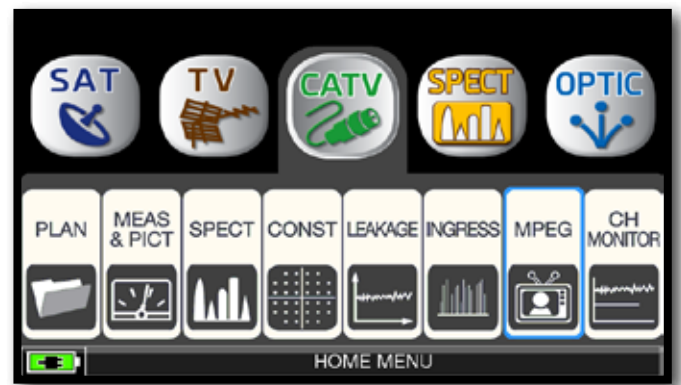 SAT
TV
CATV
SPECT
OPTIC
PLAN
MEAS
& PICT
SPECT
CONST
LEAKAGE
INGRESS
MPEG
CH
MONITOR
HOME MENU